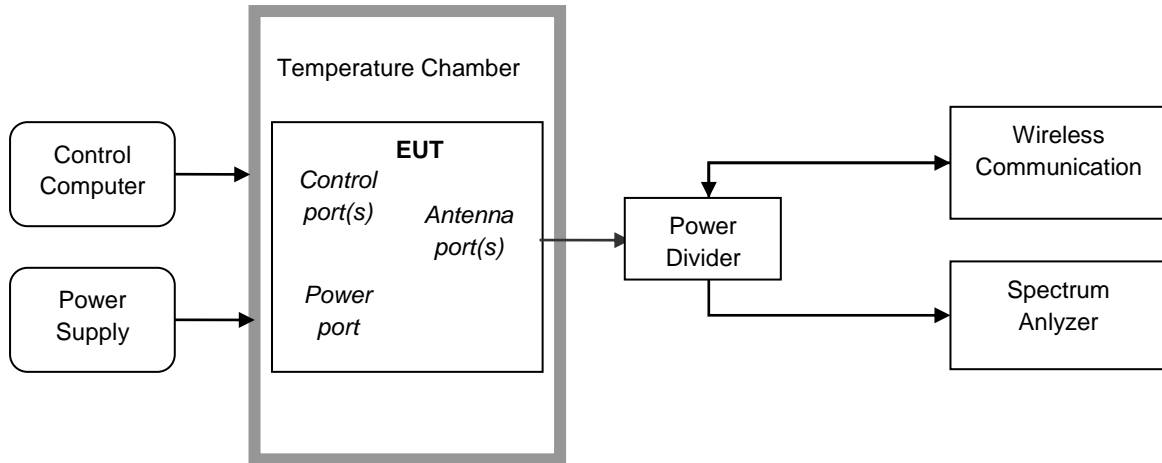 Temperature Chamber
Control
Computer
Power
Supply
EUT
Control
port(s)
Antenna
port(s)
Power
port
Power
Divider
Wireless
Communication
Spectrum
Anlyzer